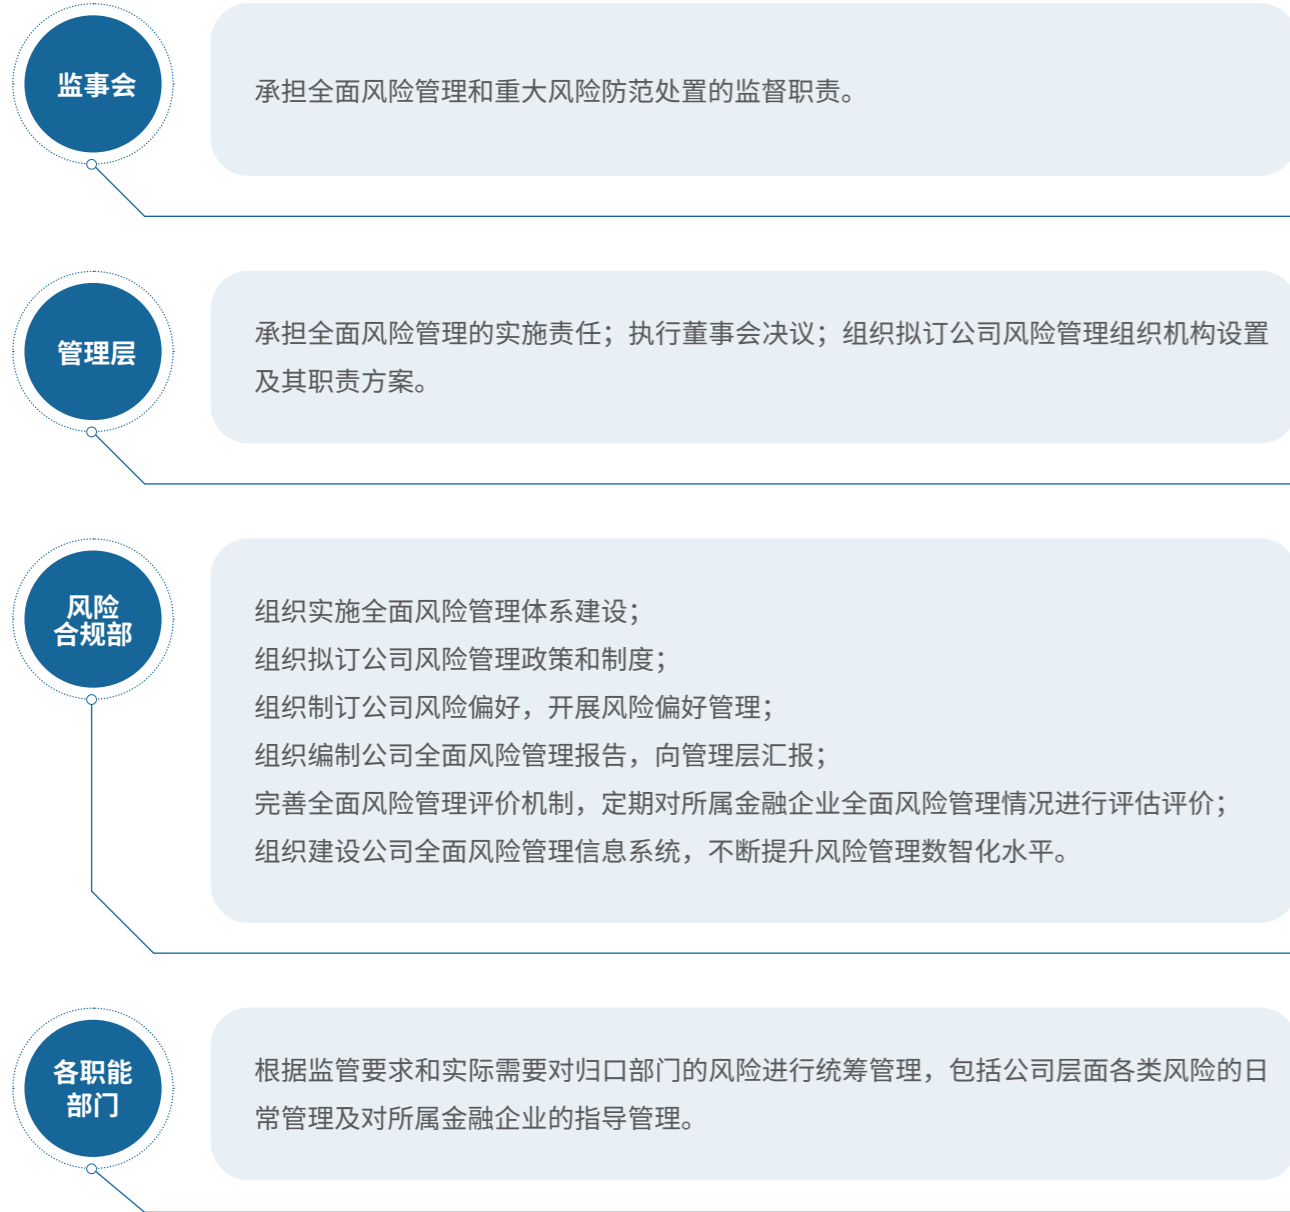 监事会
承担全面风险管理和重大风险防范处置的监督职责。
管理层
承担全面风险管理的实施责任；执行董事会决议；组织拟订公司风险管理组织机构设置
及其职责方案。
风险
合规部
组织实施全面风险管理体系建设；
组织拟订公司风险管理政策和制度；
组织制订公司风险偏好，开展风险偏好管理；
组织编制公司全面风险管理报告，向管理层汇报；
完善全面风险管理评价机制，定期对所属金融企业全面风险管理情况进行评估评价；
组织建设公司全面风险管理信息系统，不断提升风险管理数智化水平。
各职能
部门
根据监管要求和实际需要对归口部门的风险进行统筹管理，包括公司层面各类风险的日
常管理及对所属金融企业的指导管理。